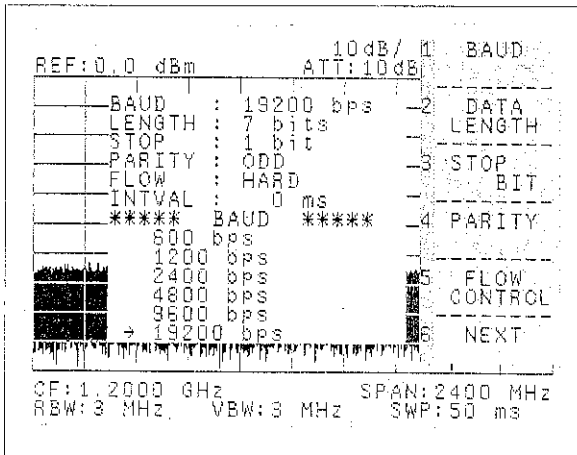 10dB/
REF:0.0 dBm ATT:10dB
BAUD : 19200 bps
LENGTH : 7 bits
STOP : 1 bit
PARITY : ODD
FLOW : HARD
INTVAL : 0 ms
***** BAUD *****
600 bps
1200 bps
2400 bps
4800 bps
9600 bps
→ 19200 bps
1 BAUD
2 DATA
LENGTH
3 STOP
BIT
4 PARITY
5 FLOW
CONTROL
6 NEXT
CF:1.2000 GHz SPAN:2400 MHz
RBW:3 MHz VBW:3 MHz SWP:50 ms